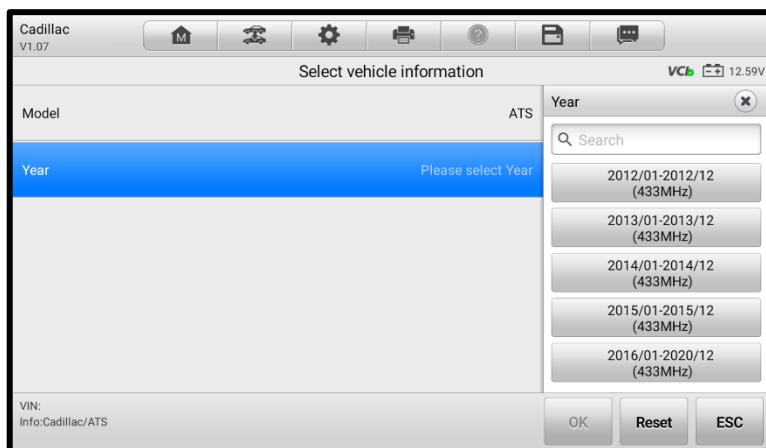 Cadillac
V1.07
M
?
Select vehicle information
VCI
12.59V
Model
ATS
Year
Please select Year
Year
Search
2012/01-2012/12
(433MHz)
2013/01-2013/12
(433MHz)
2014/01-2014/12
(433MHz)
2015/01-2015/12
(433MHz)
2016/01-2020/12
(433MHz)
VIN:
Info:Cadillac/ATS
OK
Reset
ESC